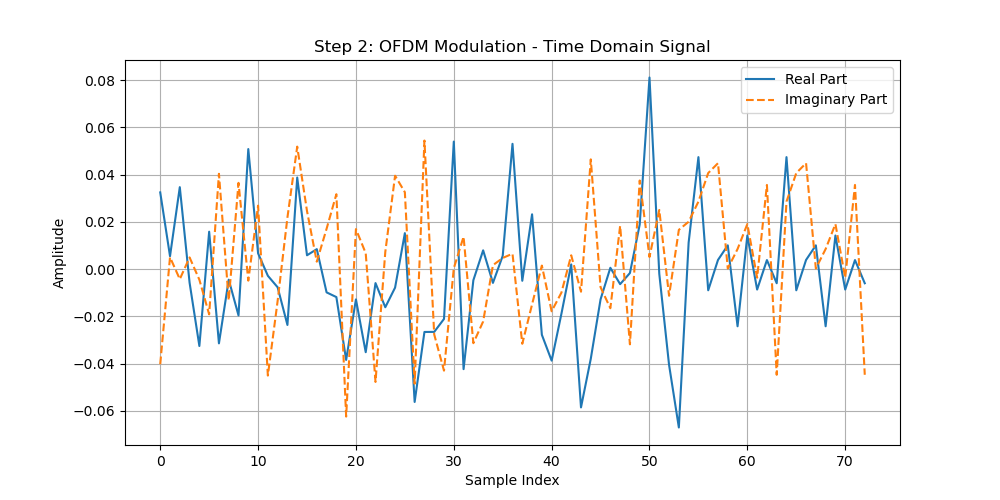 Step 2: OFDM Modulation - Time Domain Signal
Real Part
Imaginary Part
0.08
0.06
0.04
0.02
0.00
−0.02
−0.04
−0.06
Amplitude
0 10 20 30 40 50 60 70
Sample Index